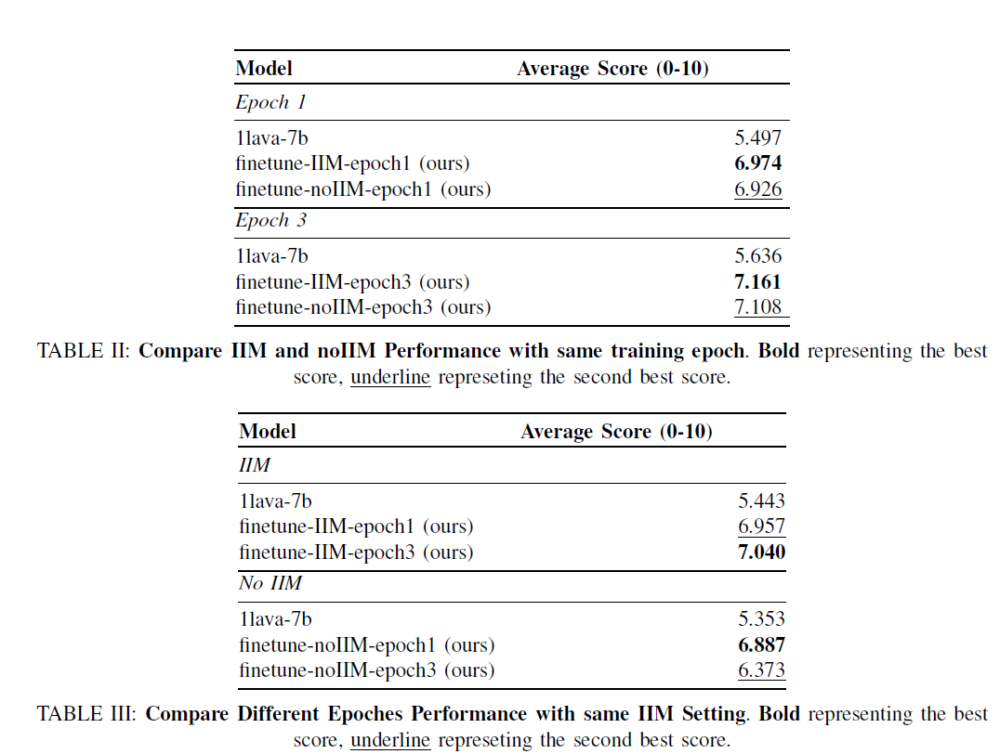 Model Average Score (0-10)
Epoch 1
1lava-7b 5.497
finetune-IIM-epoch1 (ours) 6.974
finetune-noIIM-epoch1 (ours) 6.926
Epoch 3
1lava-7b 5.636
finetune-IIM-epoch3 (ours) 7.161
finetune-noIIM-epoch3 (ours) 7.108
TABLE II: Compare IIM and noIIM Performance with same training epoch. Bold representing the best
score, underline represeting the second best score.
Model Average Score (0-10)
IIM
1lava-7b 5.443
finetune-IIM-epoch1 (ours) 6.957
finetune-IIM-epoch3 (ours) 7.040
No IIM
1lava-7b 5.353
finetune-noIIM-epoch1 (ours) 6.887
finetune-noIIM-epoch3 (ours) 6.373
TABLE III: Compare Different Epoches Performance with same IIM Setting. Bold representing the best
score, underline represeting the second best score.